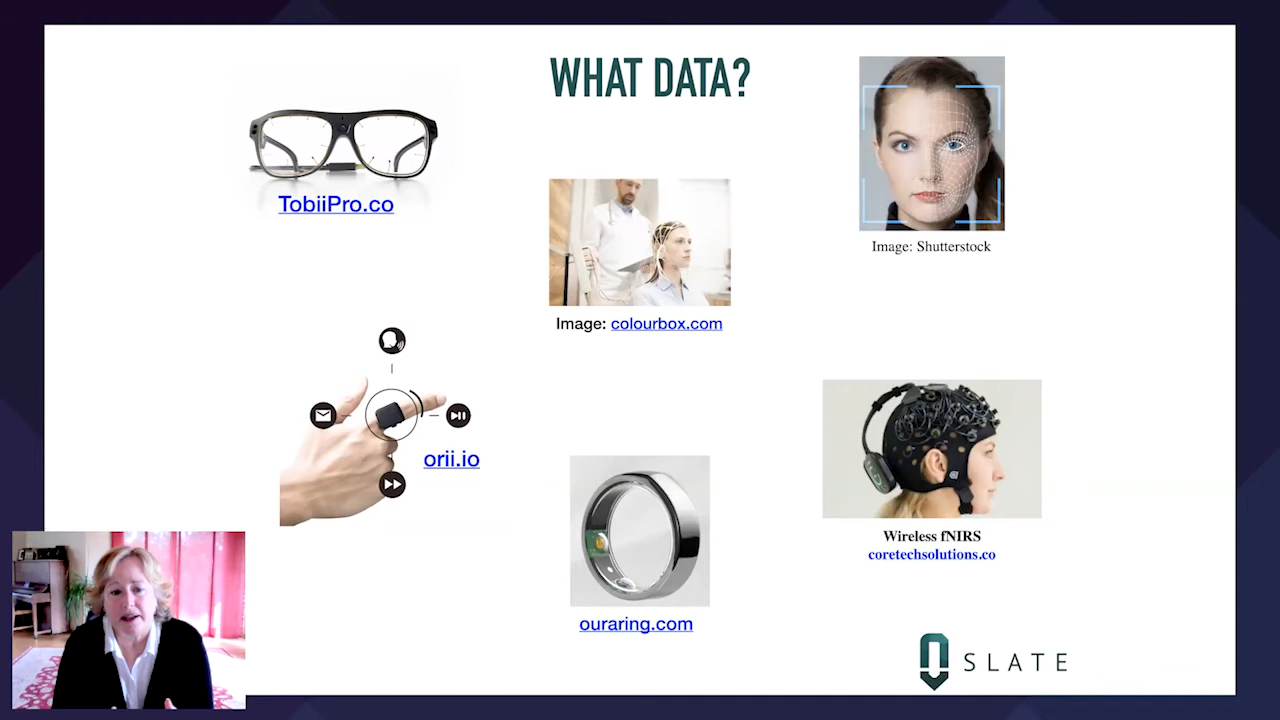 WHAT DATA?
TobiiPro.co
Image: Shutterstock
Image: colourbox.com
orii.io
Wireless fNIRS
coretechsolutions.co
ouraring.com
SLATE